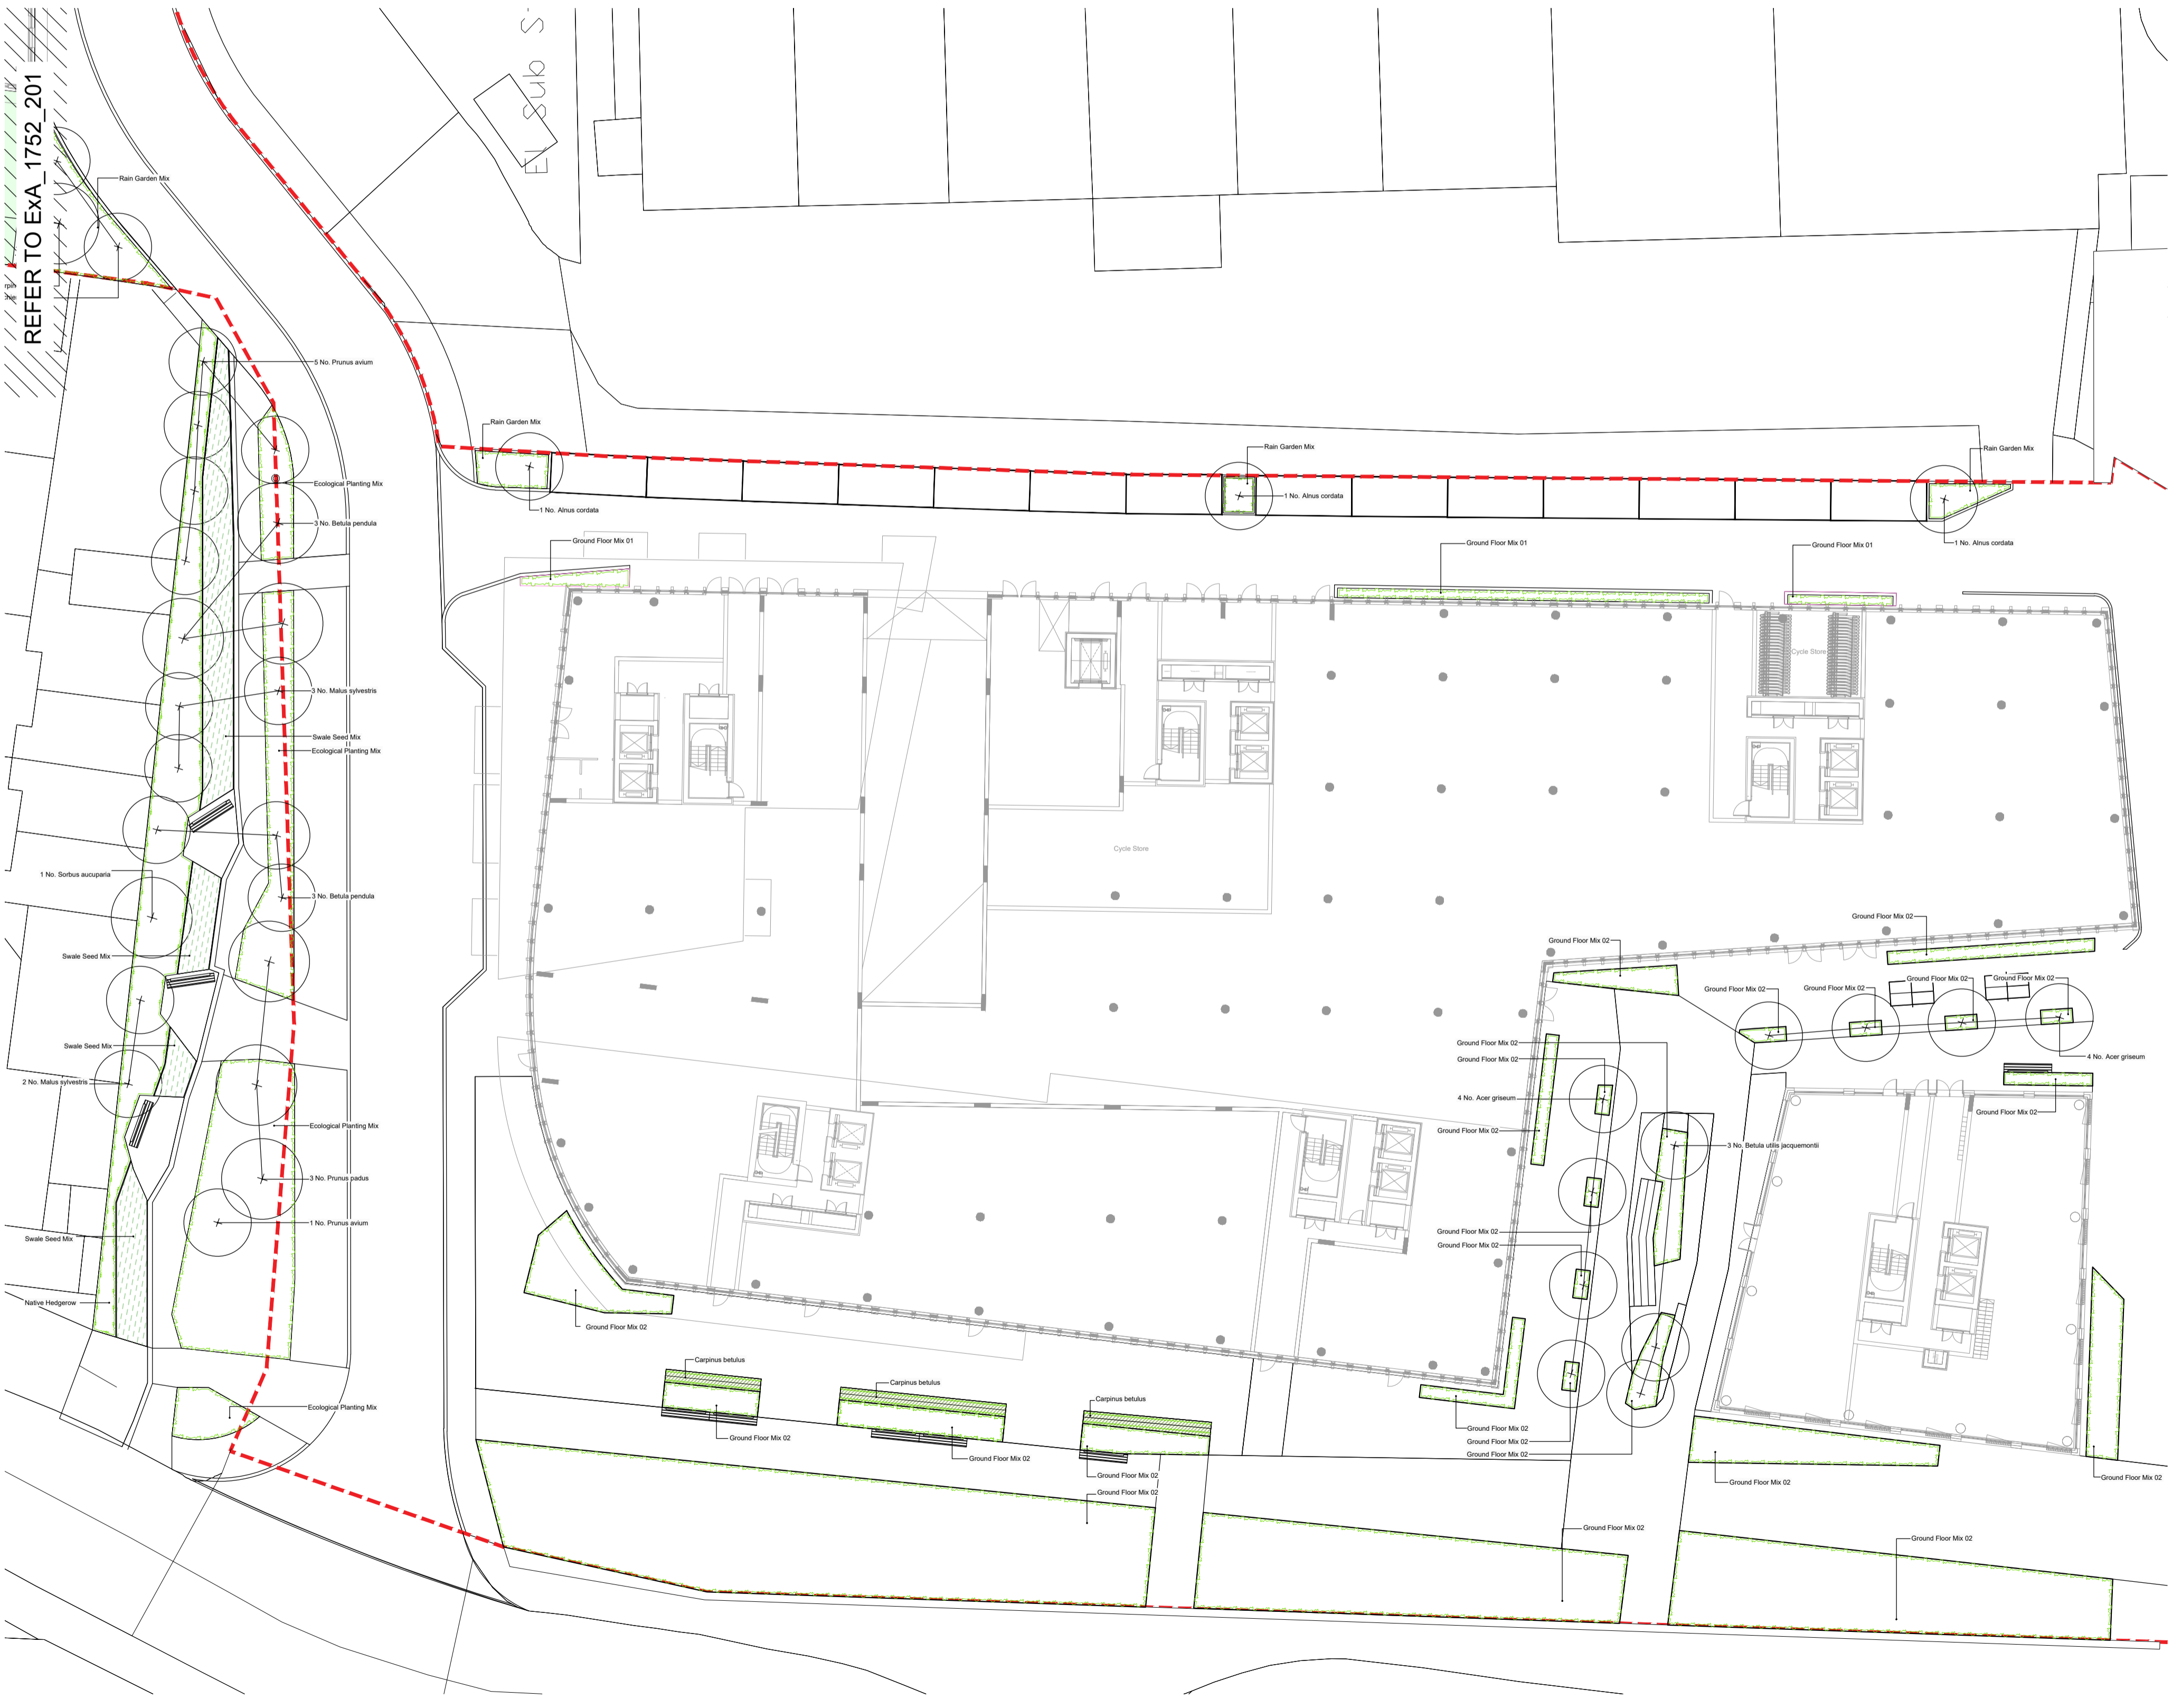 REFER TO ExA_1752_201
El Sub S
Rain Garden Mix
5 No. Prunus avium
Rain Garden Mix
Rain Garden Mix
Rain Garden Mix
Ecological Planting Mix
1 No. Alnus cordata
1 No. Alnus cordata
3 No. Betula pendula
Ground Floor Mix 01
Ground Floor Mix 01
Ground Floor Mix 01
1 No. Alnus cordata
Cycle Store
3 No. Malus sylvestris
Swale Seed Mix
Ecological Planting Mix
Cycle Store
1 No. Sorbus aucuparia
3 No. Betula pendula
Ground Floor Mix 02
Ground Floor Mix 02
Swale Seed Mix
Ground Floor Mix 02
Ground Floor Mix 02
Ground Floor Mix 02
Ground Floor Mix 02
Swale Seed Mix
Ground Floor Mix 02
Ground Floor Mix 02
4 No. Acer griseum
2 No. Malus sylvestris
4 No. Acer griseum
Ground Floor Mix 02
Ecological Planting Mix
Ground Floor Mix 02
3 No. Betula utilis jacquemontii
3 No. Prunus padus
1 No. Prunus avium
Swale Seed Mix
Ground Floor Mix 02
Ground Floor Mix 02
Native Hedgerow
Ground Floor Mix 02
Carpinus betulus
Carpinus betulus
Carpinus betulus
Ecological Planting Mix
Ground Floor Mix 02
Ground Floor Mix 02
Ground Floor Mix 02
Ground Floor Mix 02
Ground Floor Mix 02
Ground Floor Mix 02
Ground Floor Mix 02
Ground Floor Mix 02
Ground Floor Mix 02
Ground Floor Mix 02
Ground Floor Mix 02